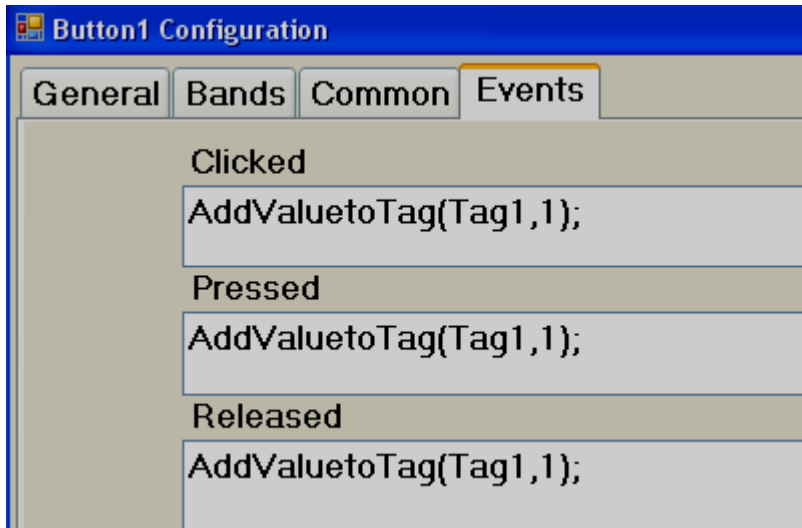 Button1 Configuration
General Bands Common Events
Clicked
AddValuetoTag(Tag1,1);
Pressed
AddValuetoTag(Tag1,1);
Released
AddValuetoTag(Tag1,1);